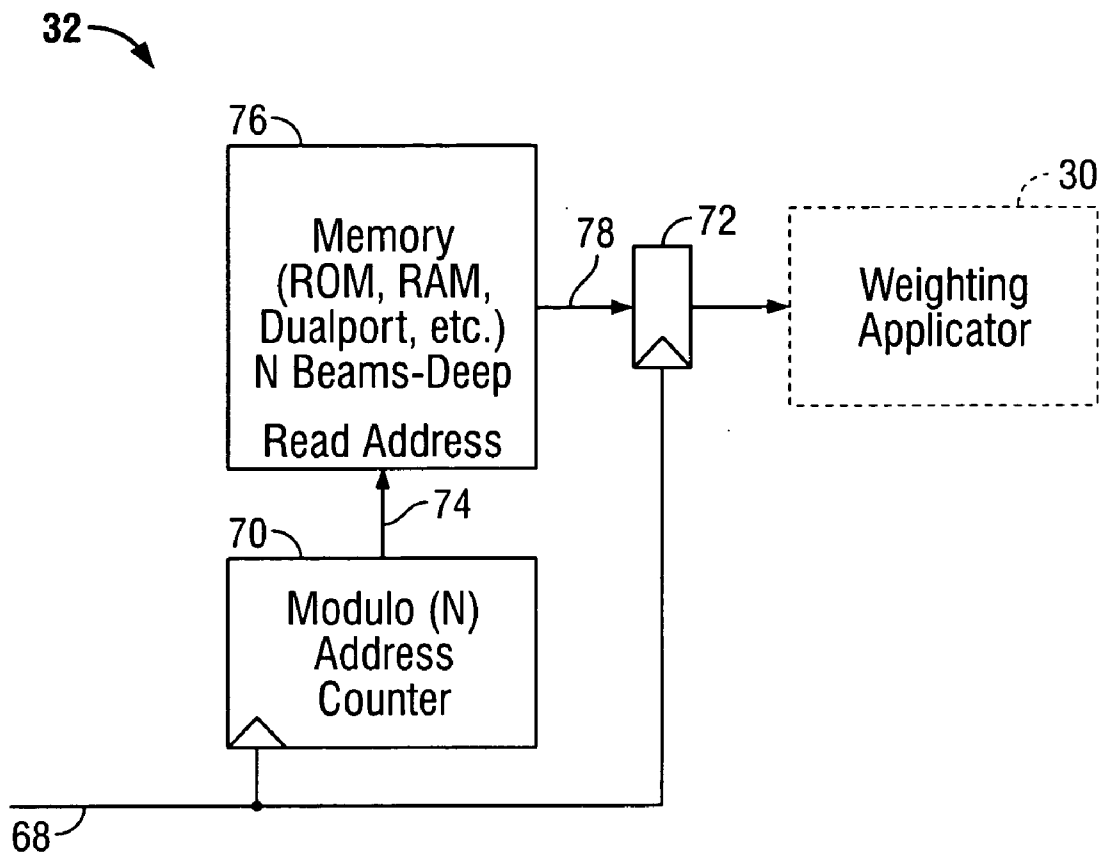 32
76
Memory
(ROM, RAM,
Dualport, etc.)
N Beams-Deep
Read Address
78
72
30
Weighting
Applicator
74
70
Modulo (N)
Address
Counter
68